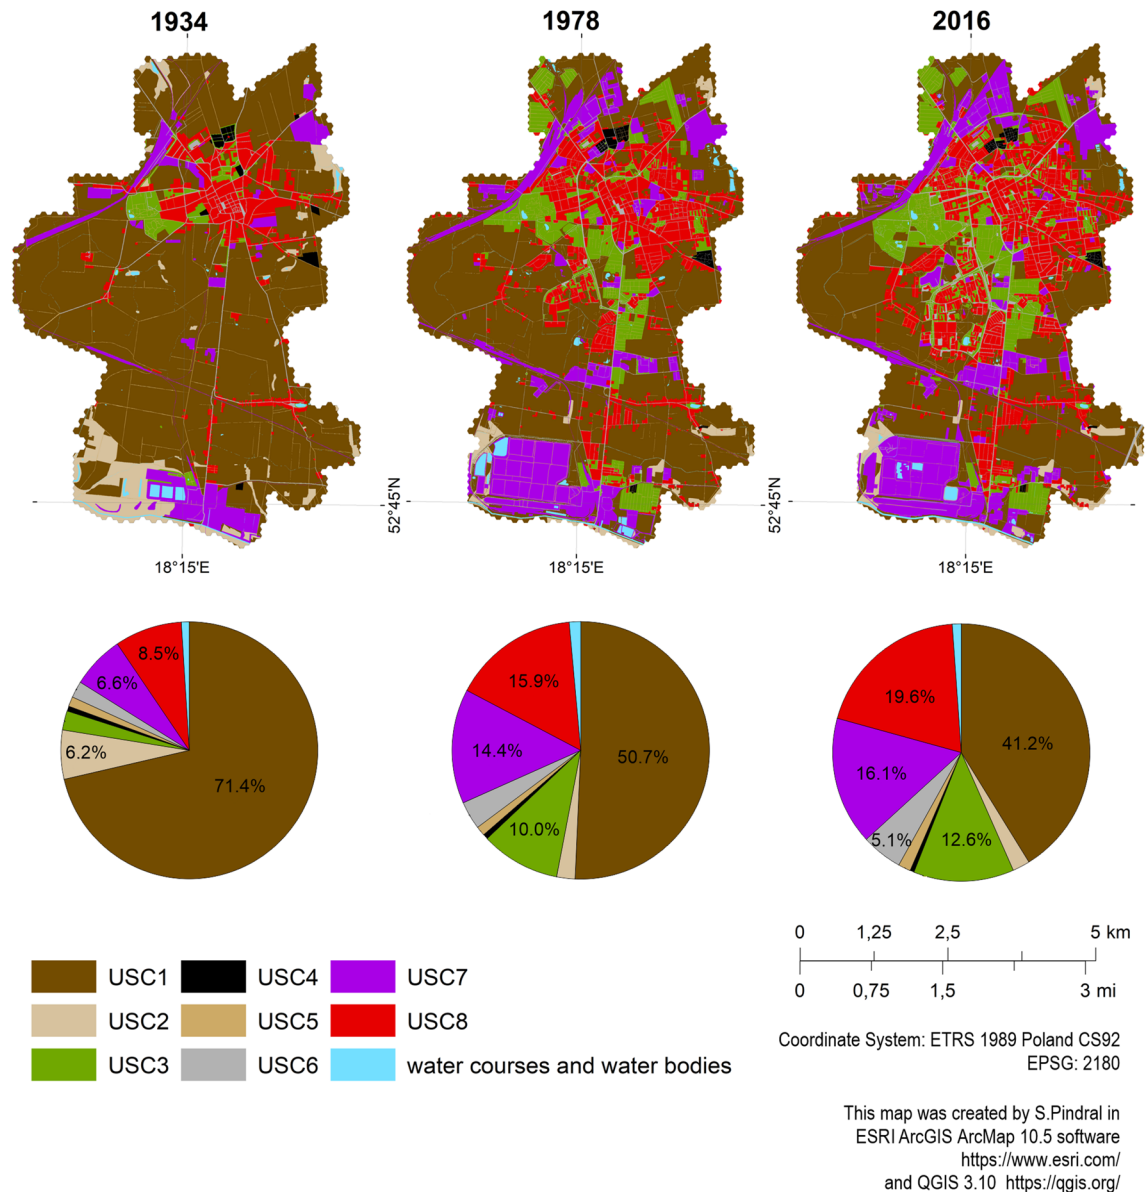 1934
1978
2016
52°45'N
52°45'N
18°15'E
18°15'E
18°15'E
8.5%
6.6%
6.2%
71.4%
15.9%
14.4%
50.7%
10.0%
19.6%
41.2%
16.1%
5.1%
12.6%
0 1,25 2,5 5 km
0 0,75 1,5 3 mi
USC1 USC4 USC7
USC2 USC5 USC8
USC3 USC6 water courses and water bodies
Coordinate System: ETRS 1989 Poland CS92
EPSG: 2180
This map was created by S.Pindral in
ESRI ArcGIS ArcMap 10.5 software
https://www.esri.com/
and QGIS 3.10 https://qgis.org/